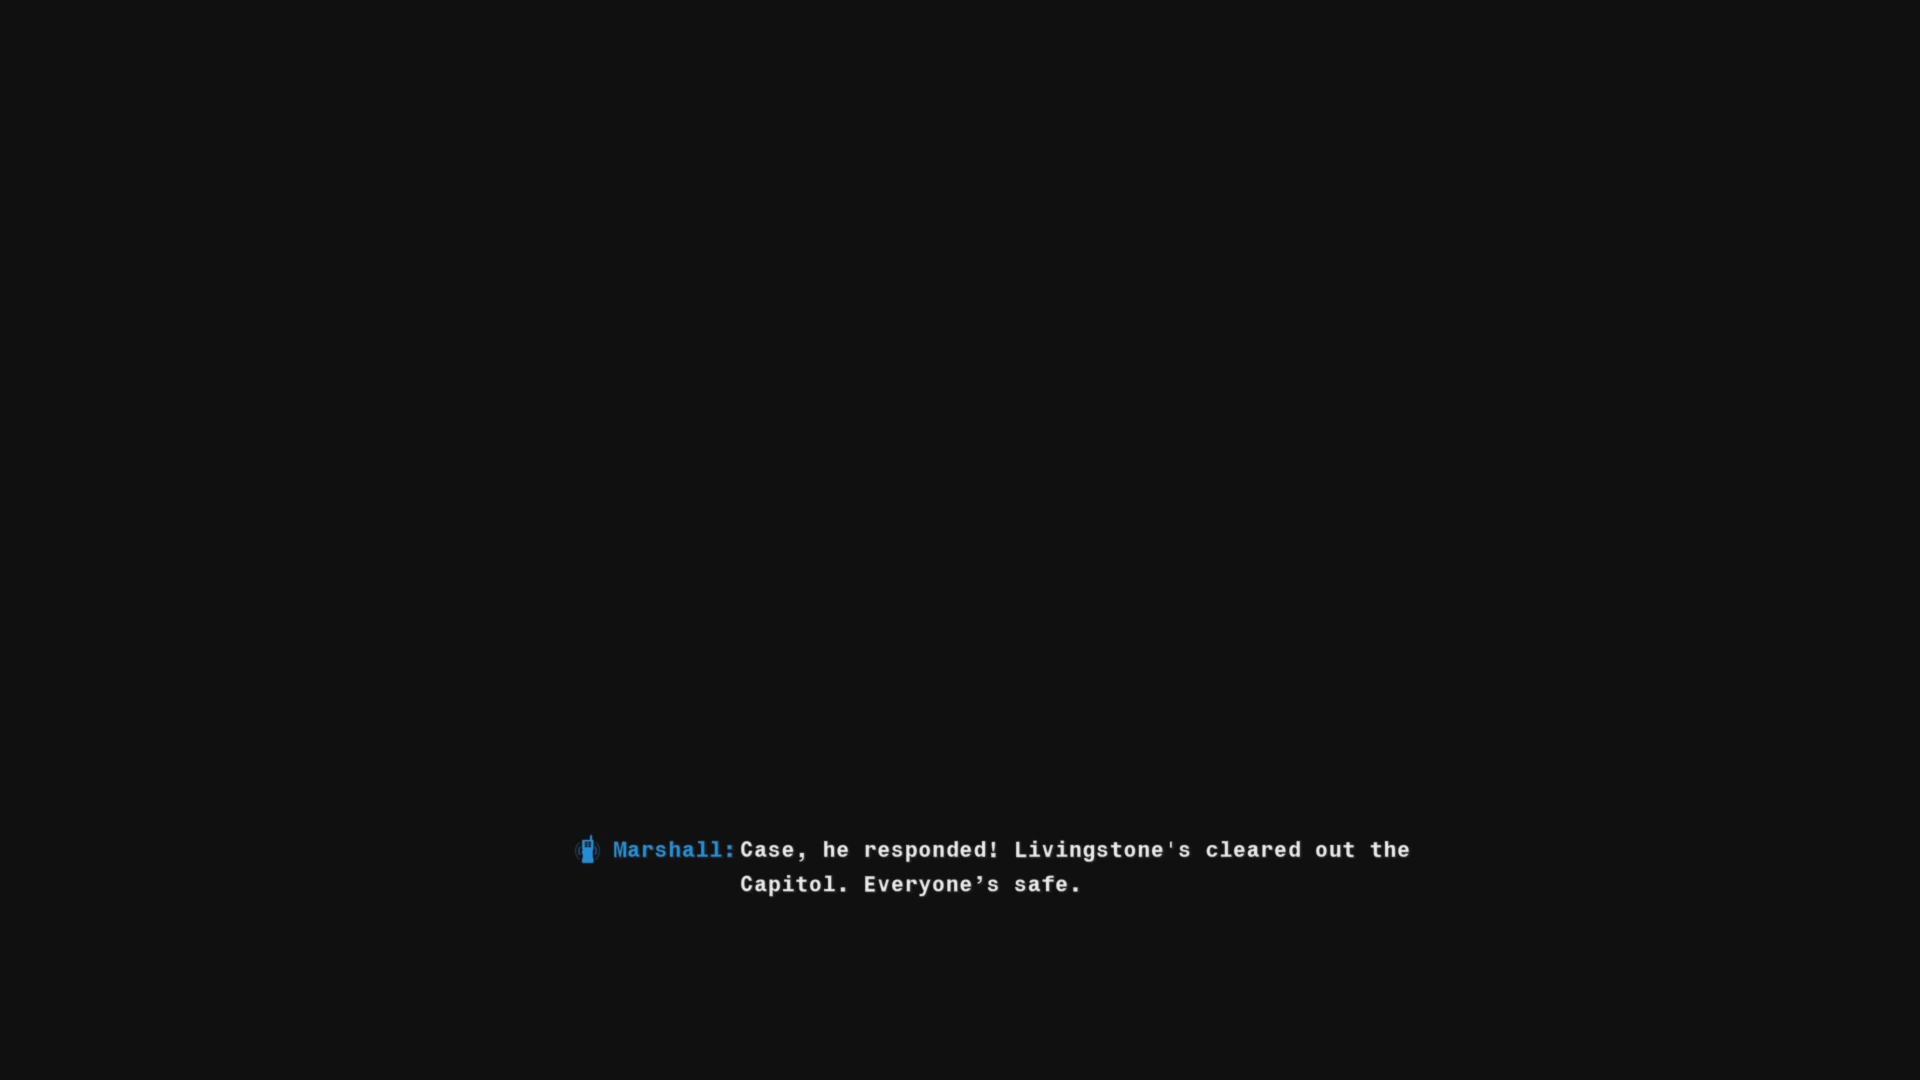 Marshall: Case, he responded! Livingstone's cleared out the
Capitol. Everyone’s safe.